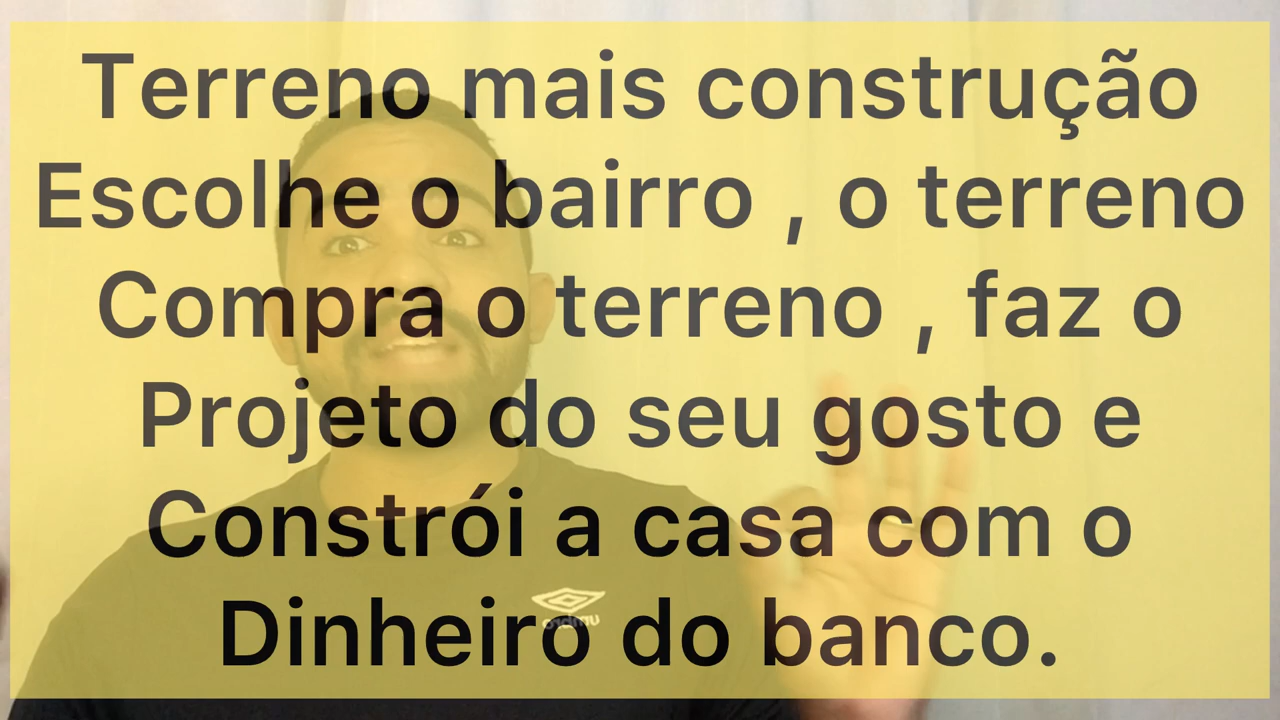 Terreno mais construção
Escolhe o bairro , o terreno
Compra o terreno , faz o
Projeto do seu gosto e
Constrói a casa com o
Dinheiro do banco.
umbro